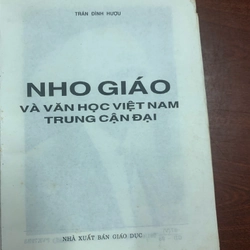 TRẦN ĐÌNH HƯỢU
NHO GIÁO
VÀ VĂN HỌC VIỆT NAM
TRUNG CẬN ĐẠI
NHÀ XUẤT BẢN GIÁO DỤC